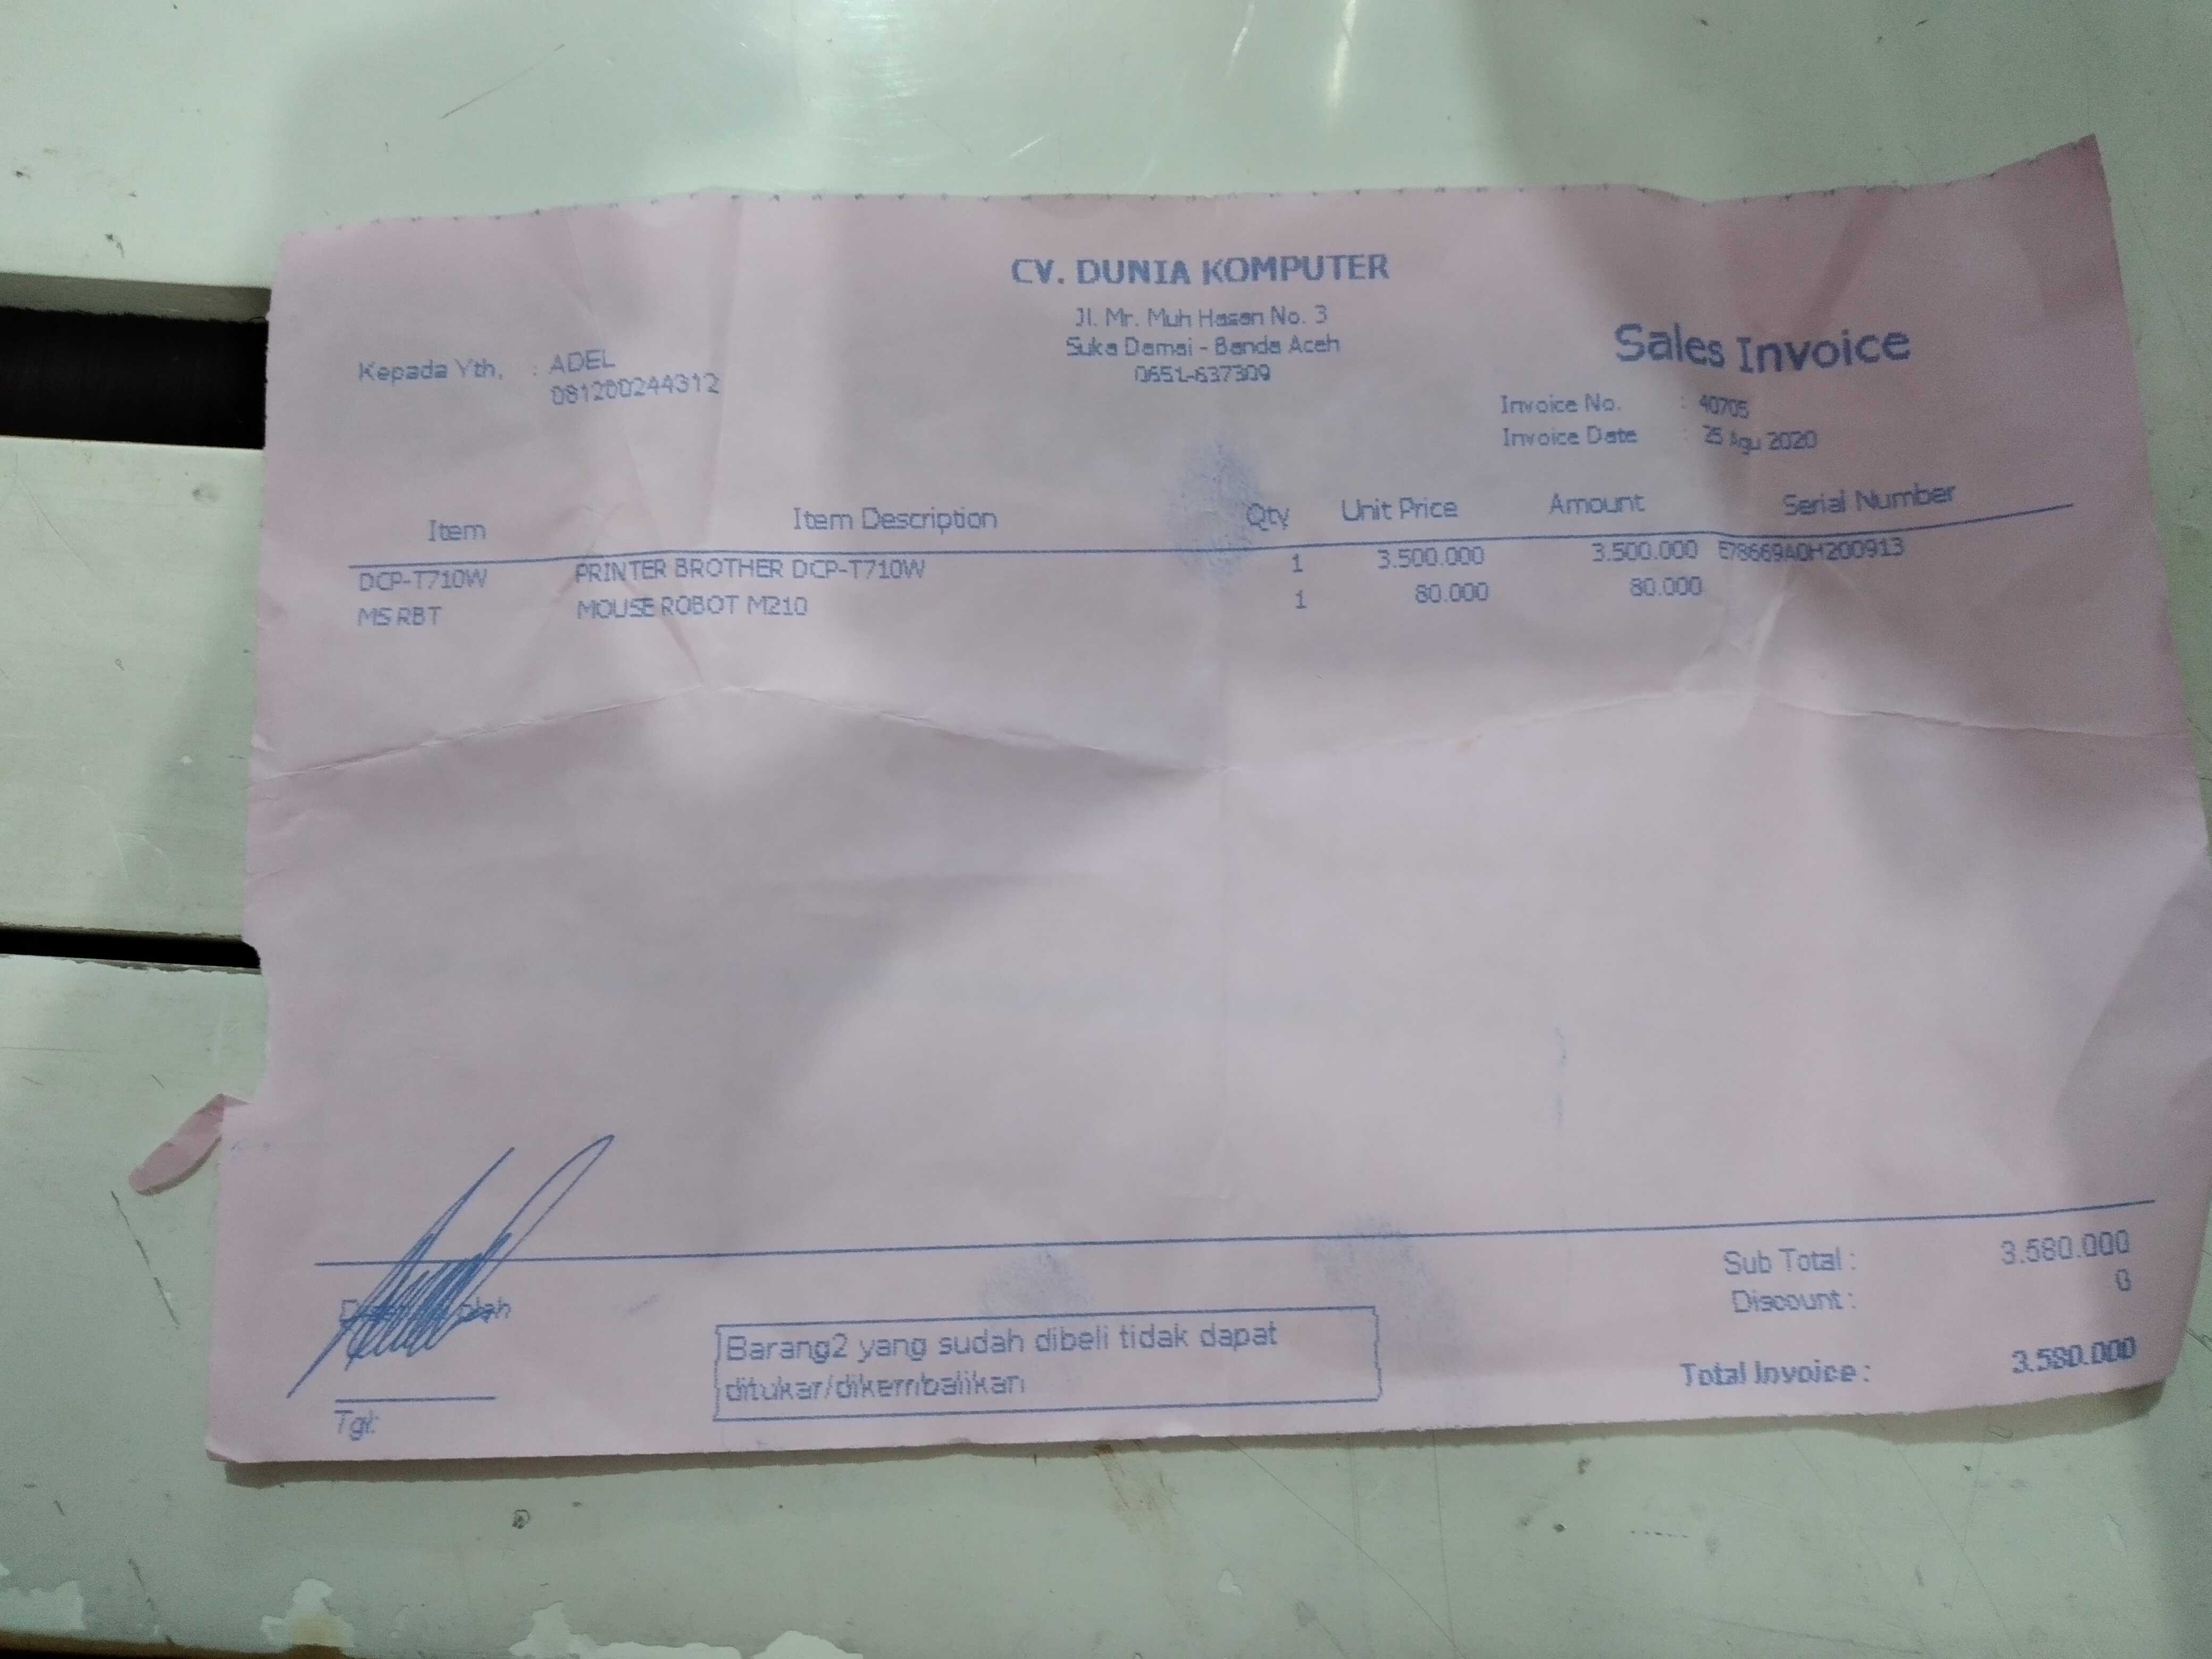 CV. DUNIA KOMPUTER
Jl. Mr. Muh Hasan No. 3
Suka Damai - Banda Aceh
0651-637309
Kepada Yth, : ADEL
081260244312
Sales Invoice
Invoice No. : 40705
Invoice Date : 25 Agu 2020
Item Item Description Qty Unit Price Amount Serial Number
DCP-T710W PRINTER BROTHER DCP-T710W 1 3.500.000 3.500.000 E78669A0H200913
MS RBT MOUSE ROBOT M210 1 80.000 80.000
Sub Total : 3.580.000
Discount : 0
Total Invoice : 3.580.000
Barang2 yang sudah dibeli tidak dapat
ditukar/dikembalikan
Tgl: